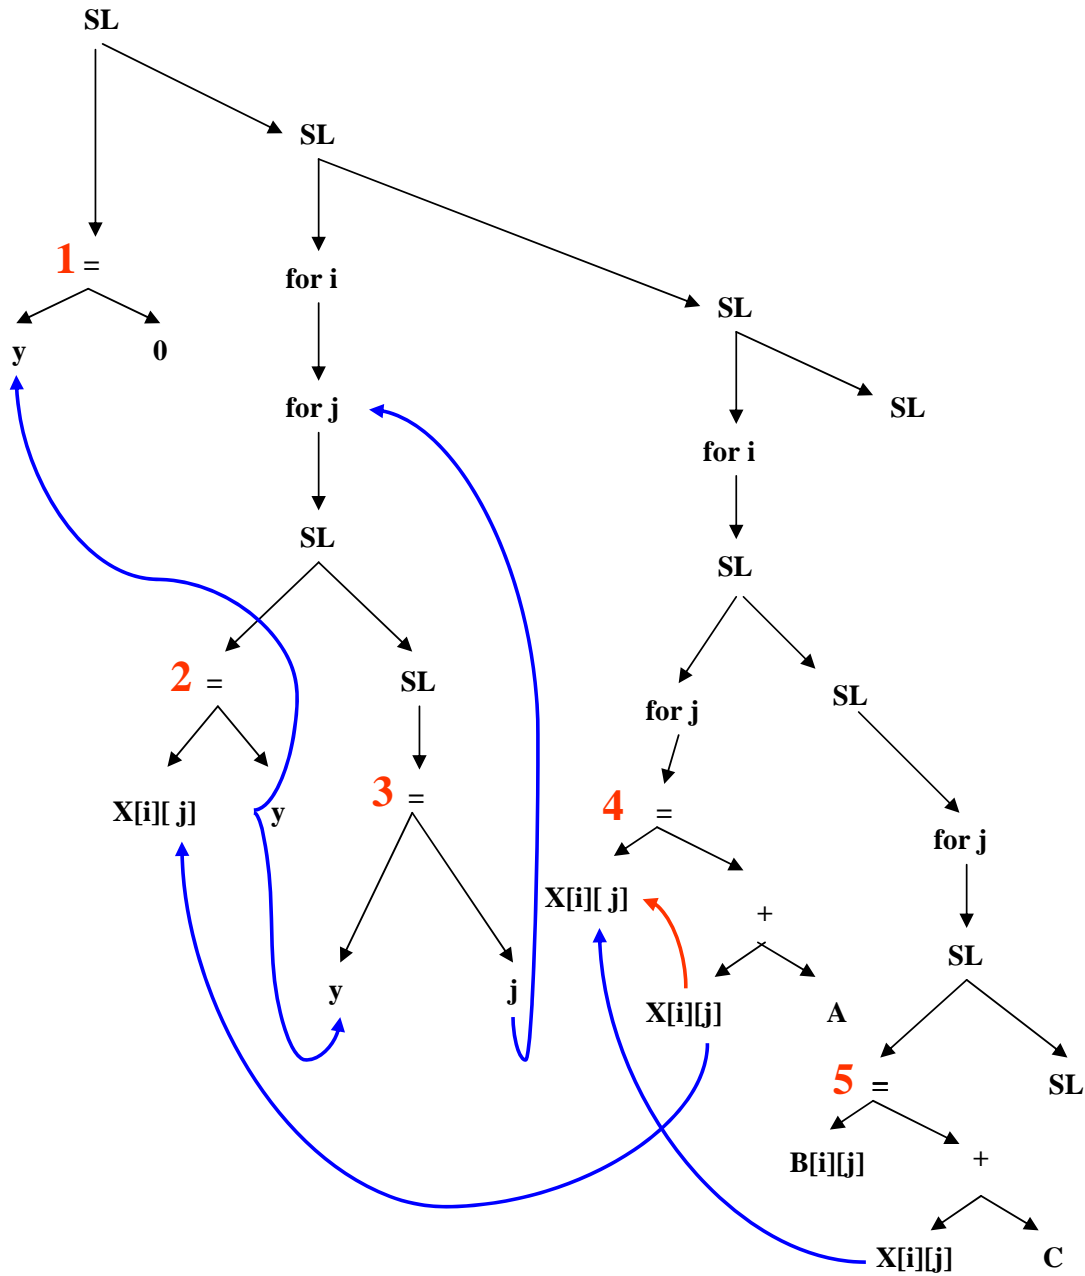 SL
SL
1 =
for i
SL
y 0
for j
SL
for i
SL
SL
2 =
SL
for j
SL
3 =
4 =
X[i][ j]
y
for j
X[i][ j]
+
SL
y
j
X[i][j]
A
5 =
SL
B[i][j]
+
X[i][j]
C